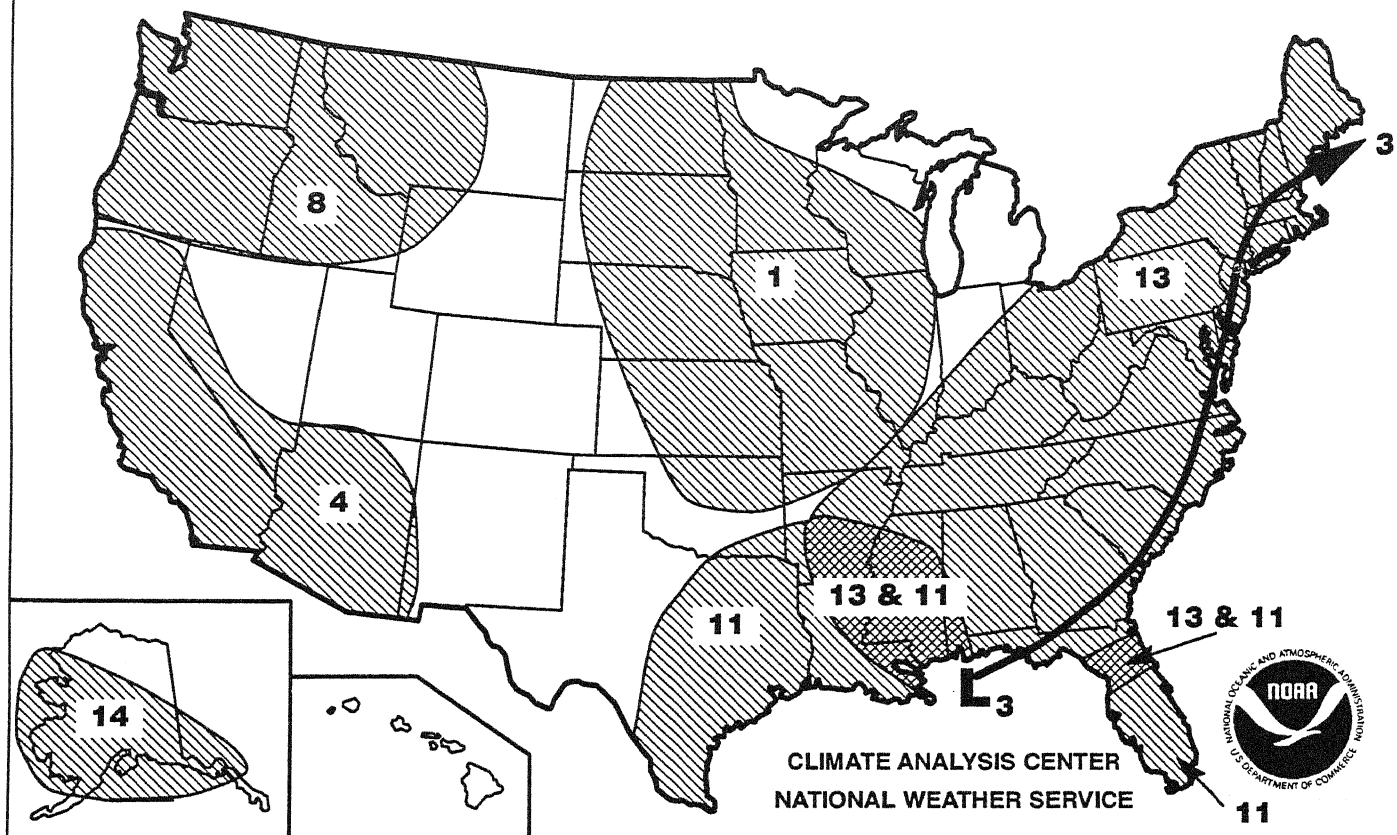 3
8
1
13
4
13 & 11
11
13 & 11
14
L3
NATIONAL OCEANIC AND ATMOSPHERIC ADMINISTRATION
NOAA
U.S. DEPARTMENT OF COMMERCE
CLIMATE ANALYSIS CENTER
NATIONAL WEATHER SERVICE
11